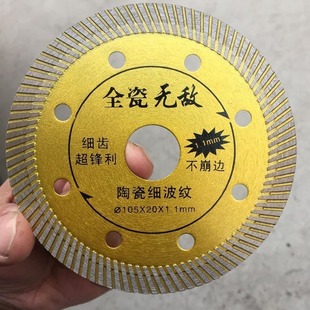 全瓷无敌
细齿
超锋利
1.1mm
不崩边
陶瓷细波纹
Ø105X20X1.1mm